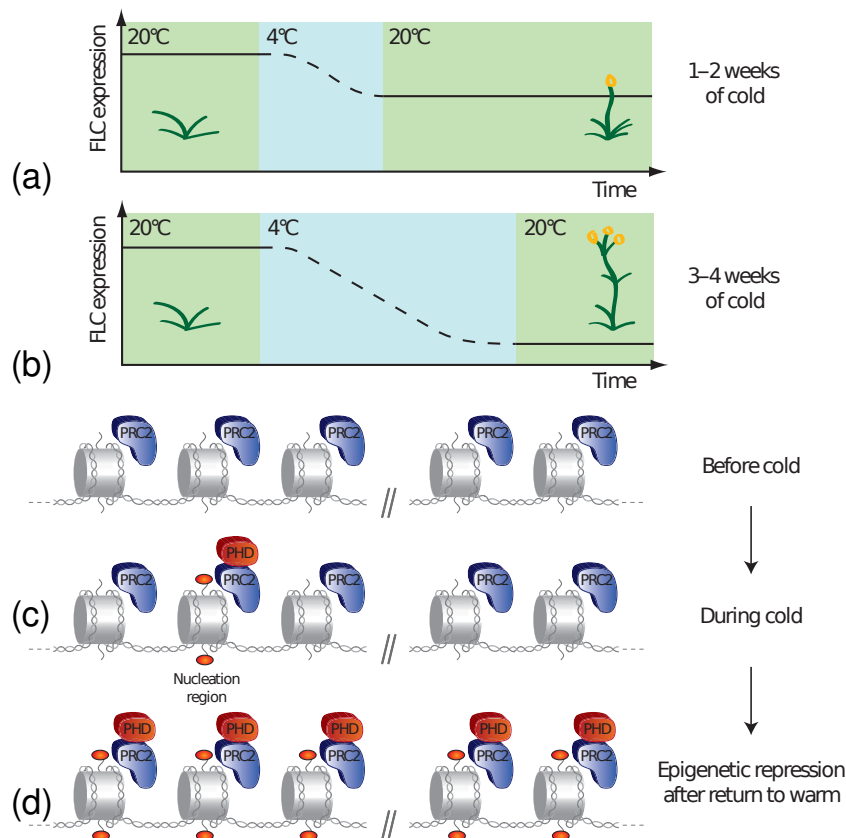 20°C 4°C 20°C
FLC expression
1–2 weeks
of cold
(a)
Time
20°C 4°C 20°C
FLC expression
3–4 weeks
of cold
(b)
Time
PRC2 PRC2 PRC2 PRC2 PRC2
Before cold
PHD
PRC2 PRC2 PRC2 PRC2 PRC2
(c)
During cold
Nucleation
region
PHD PHD PHD PHD PHD
PRC2 PRC2 PRC2 PRC2 PRC2
Epigenetic repression
after return to warm
(d)